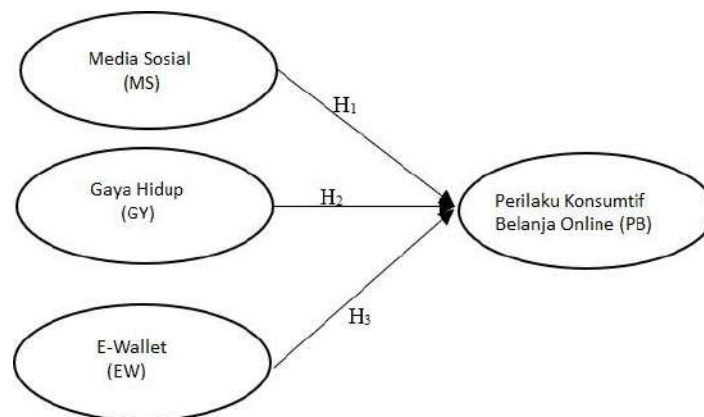 Media Sosial
(MS)
H₁
Gaya Hidup
(GY)
H₂
Perilaku Konsumtif
Belanja Online (PB)
H₃
E-Wallet
(EW)